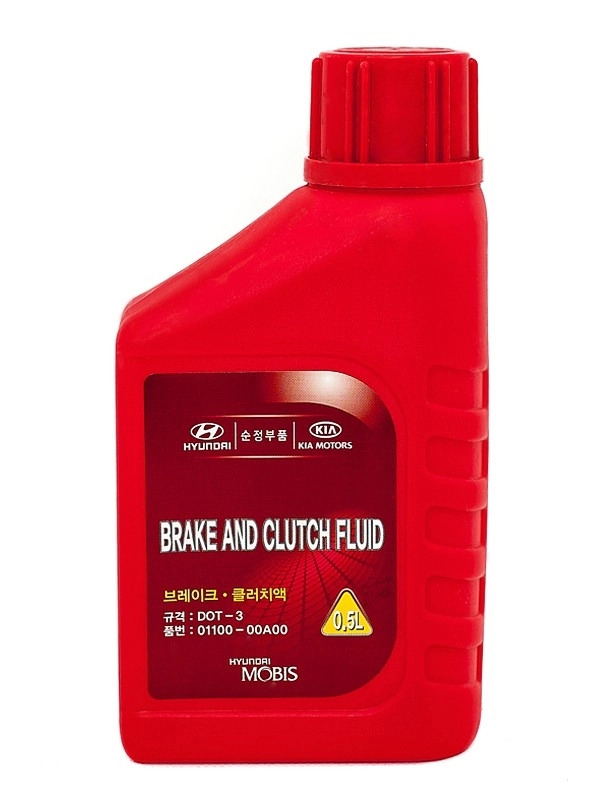 HYUNDAI 순정부품 KIA KIA MOTORS
BRAKE AND CLUTCH FLUID
브레이크 · 클러치액
규격 : DOT-3
품번 : 01100-00A00
0.5L
HYUNDAI
MOBIS